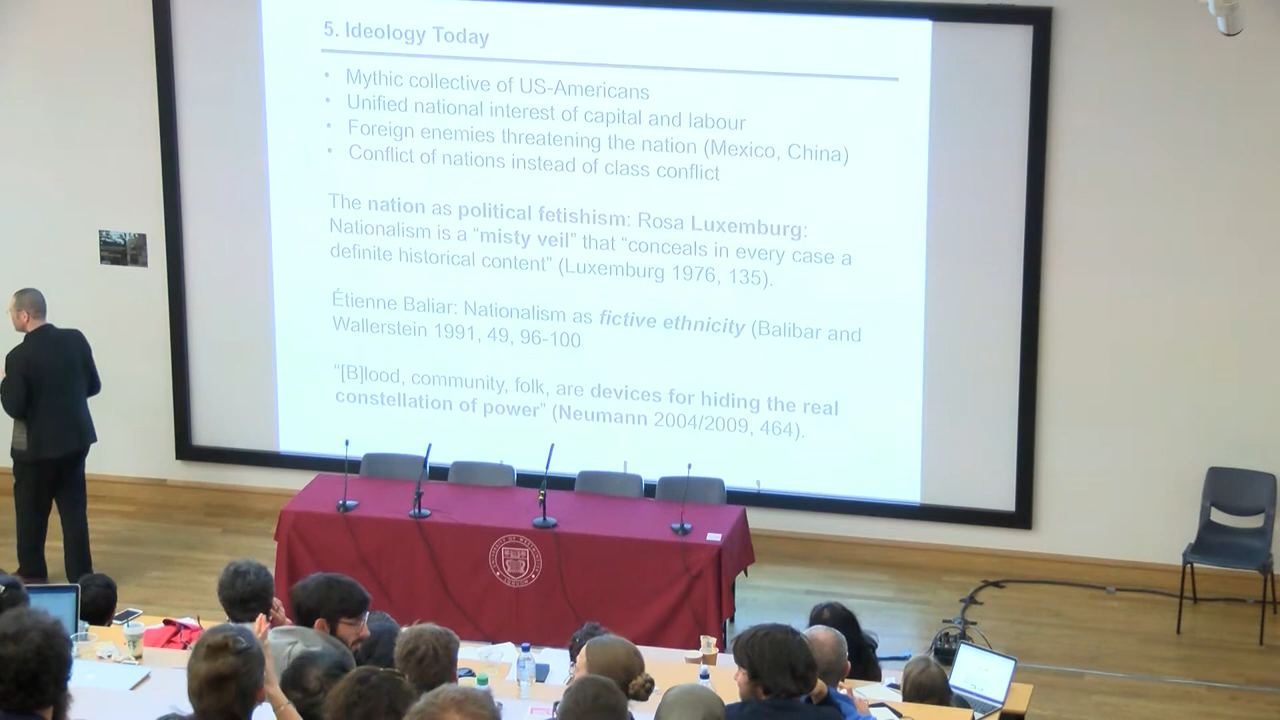 5. Ideology Today
• Mythic collective of US-Americans
• Unified national interest of capital and labour
• Foreign enemies threatening the nation (Mexico, China)
• Conflict of nations instead of class conflict
The nation as political fetishism: Rosa Luxemburg:
Nationalism is a “misty veil” that “conceals in every case a
definite historical content” (Luxemburg 1976, 135).
Étienne Baliar: Nationalism as fictive ethnicity (Balibar and
Wallerstein 1991, 49, 96-100
“[B]lood, community, folk, are devices for hiding the real
constellation of power” (Neumann 2004/2009, 464).